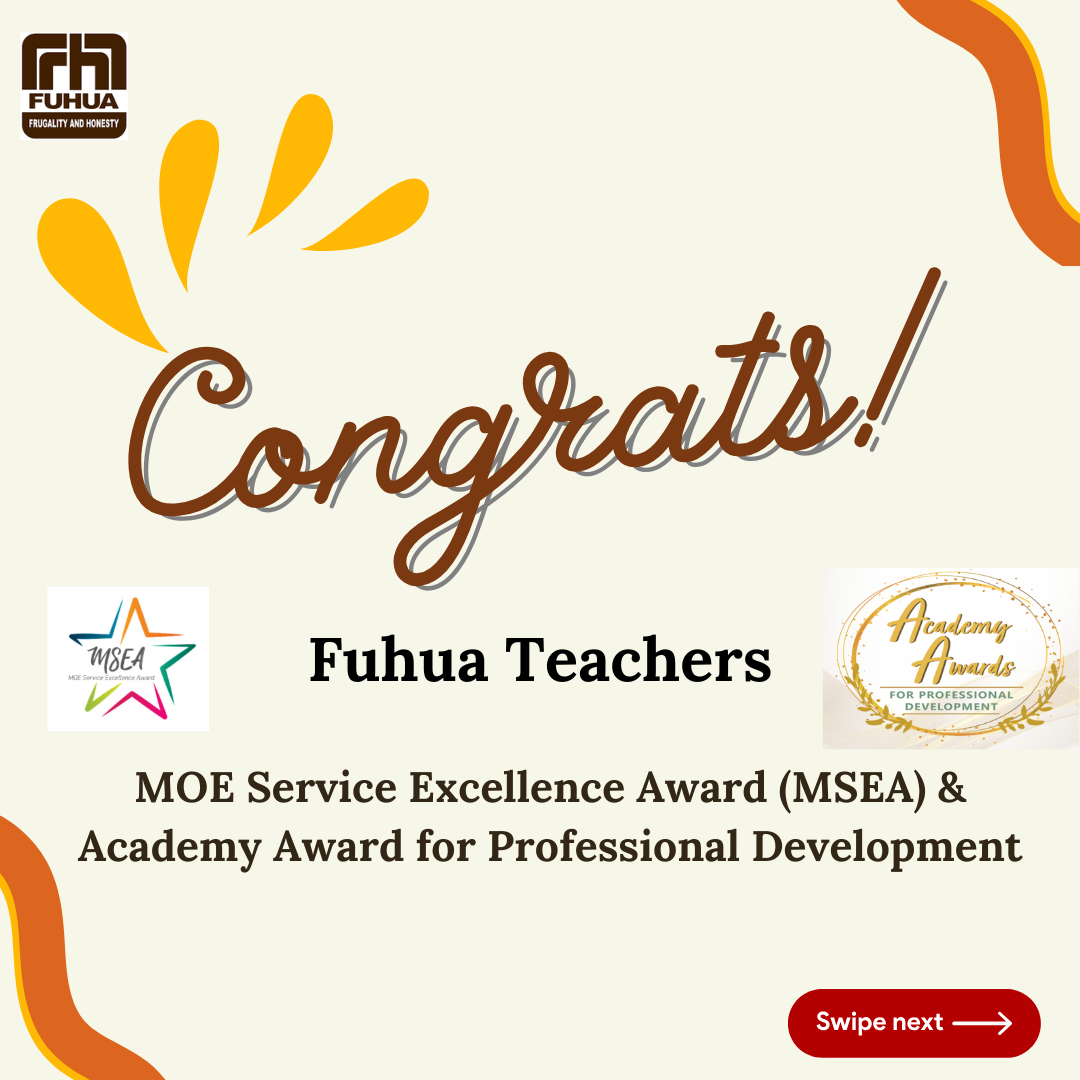 FUHUA
FRUGALITY AND HONESTY
Congrats!
MSEA
MOE Service Excellence Award
Fuhua Teachers
Academy
Awards
FOR PROFESSIONAL
DEVELOPMENT
MOE Service Excellence Award (MSEA) &
Academy Award for Professional Development
Swipe next